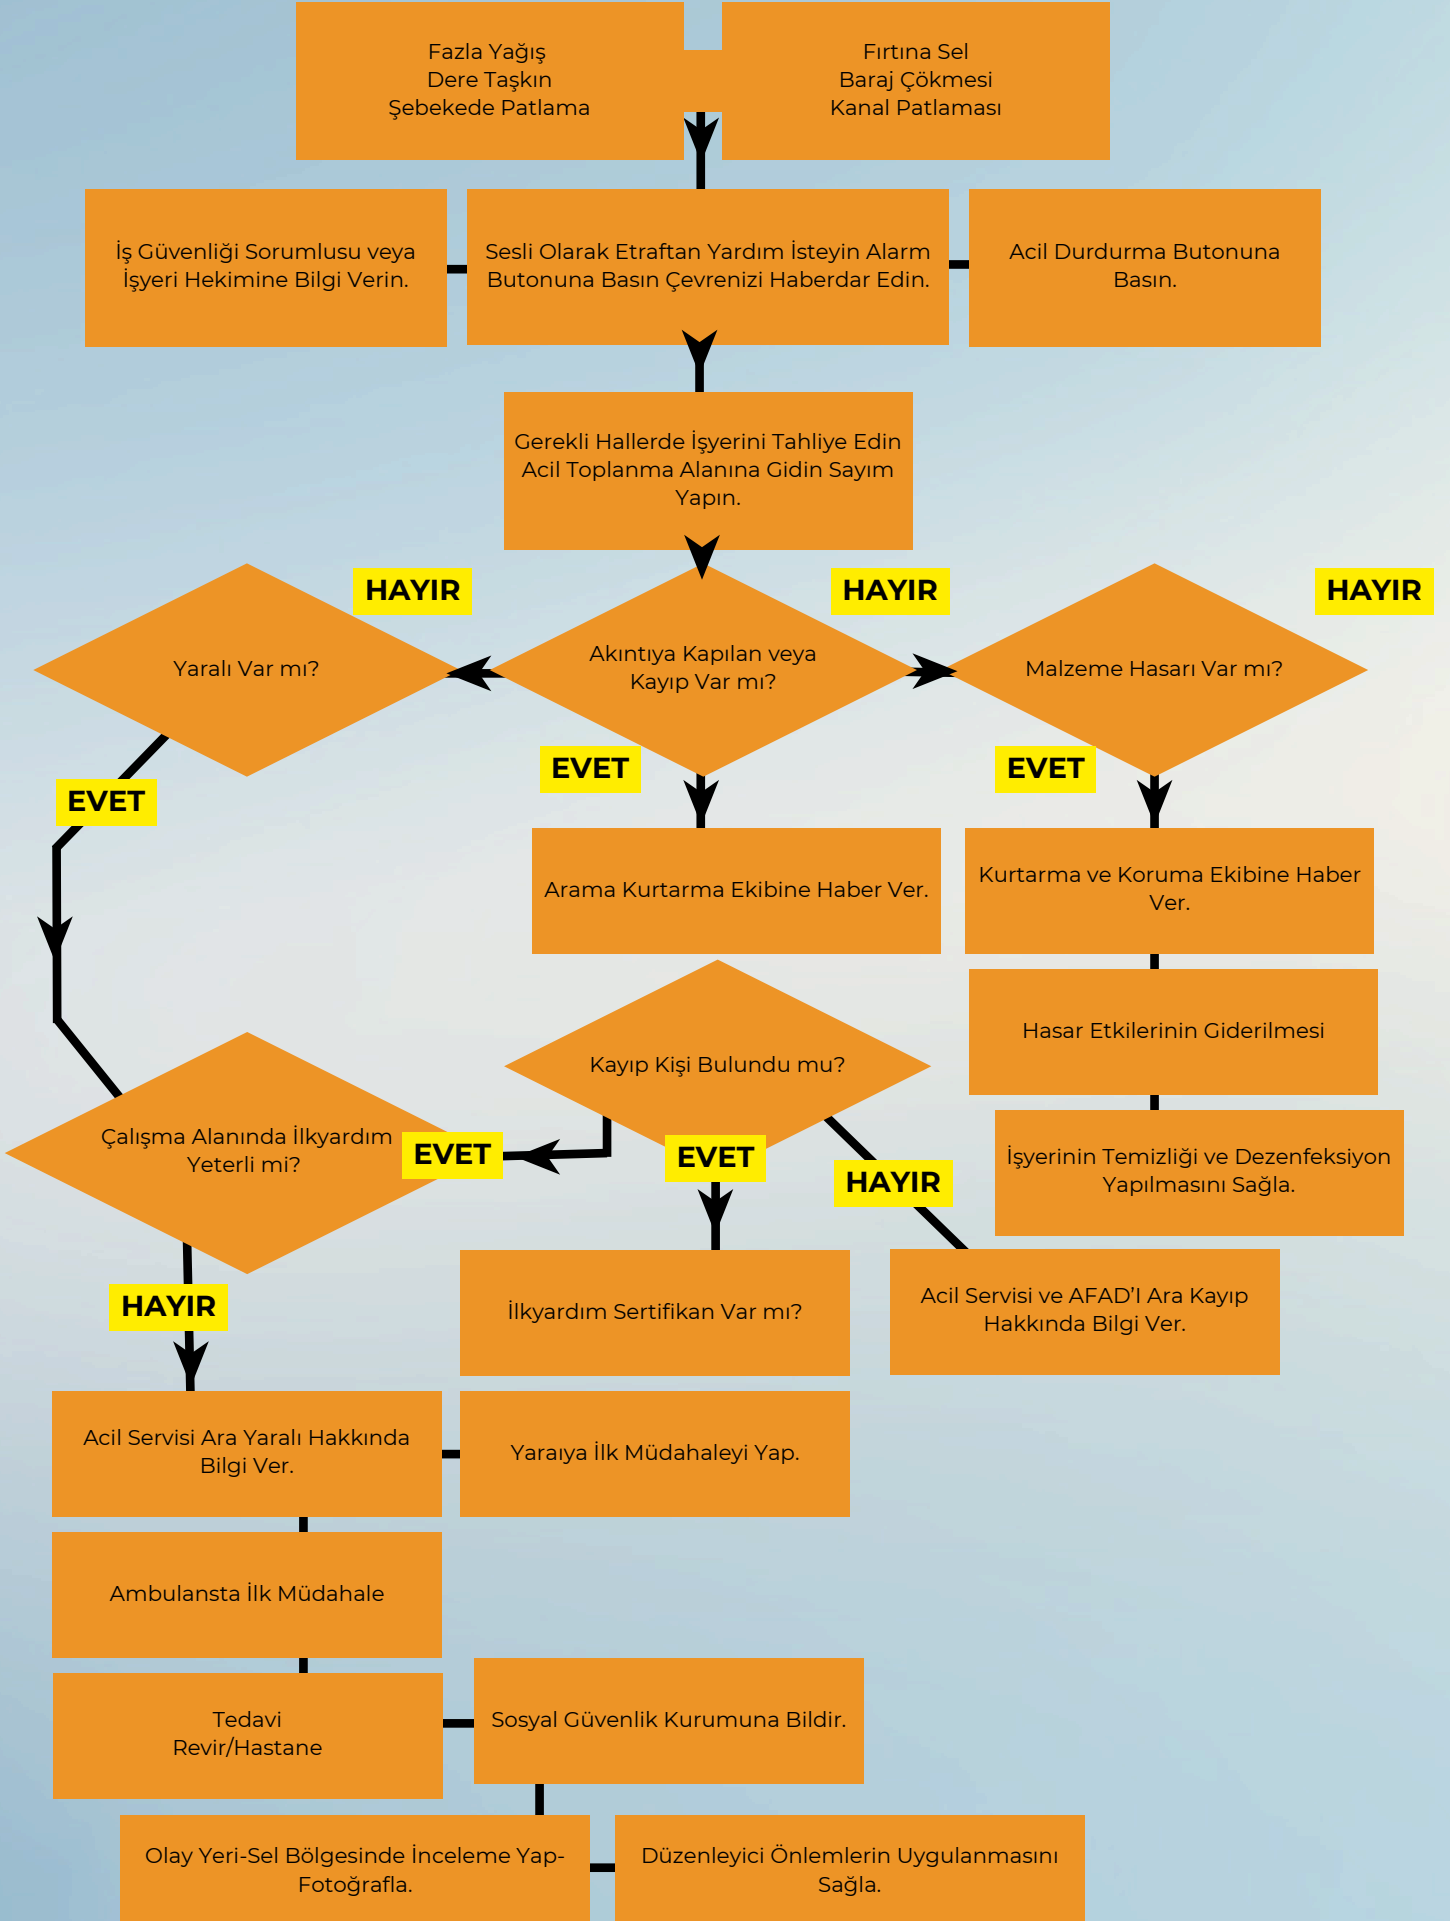 Fazla Yağış
Dere Taşkın
Şebekede Patlama
Fırtına Sel
Baraj Çökmesi
Kanal Patlaması
İş Güvenliği Sorumlusu veya
İşyeri Hekimine Bilgi Verin.
Sesli Olarak Etraftan Yardım İsteyin Alarm
Butonuna Basın Çevrenizi Haberdar Edin.
Acil Durdurma Butonuna
Basın.
Gerekli Hallerde İşyerini Tahliye Edin
Acil Toplanma Alanına Gidin Sayım
Yapın.
HAYIR
HAYIR
HAYIR
Yaralı Var mı?
Akıntıya Kapılan veya
Kayıp Var mı?
Malzeme Hasarı Var mı?
EVET
EVET
EVET
Arama Kurtarma Ekibine Haber Ver.
Kurtarma ve Koruma Ekibine Haber
Ver.
Hasar Etkilerinin Giderilmesi
Kayıp Kişi Bulundu mu?
Çalışma Alanında İlkyardım
Yeterli mi?
EVET
EVET
HAYIR
İşyerinin Temizliği ve Dezenfeksiyon
Yapılmasını Sağla.
HAYIR
İlkyardım Sertifikan Var mı?
Acil Servisi ve AFAD’I Ara Kayıp
Hakkında Bilgi Ver.
Acil Servisi Ara Yaralı Hakkında
Bilgi Ver.
Yaraıya İlk Müdahaleyi Yap.
Ambulansta İlk Müdahale
Tedavi
Revir/Hastane
Sosyal Güvenlik Kurumuna Bildir.
Olay Yeri-Sel Bölgesinde İnceleme Yap-
Fotoğrafla.
Düzenleyici Önlemlerin Uygulanmasını
Sağla.